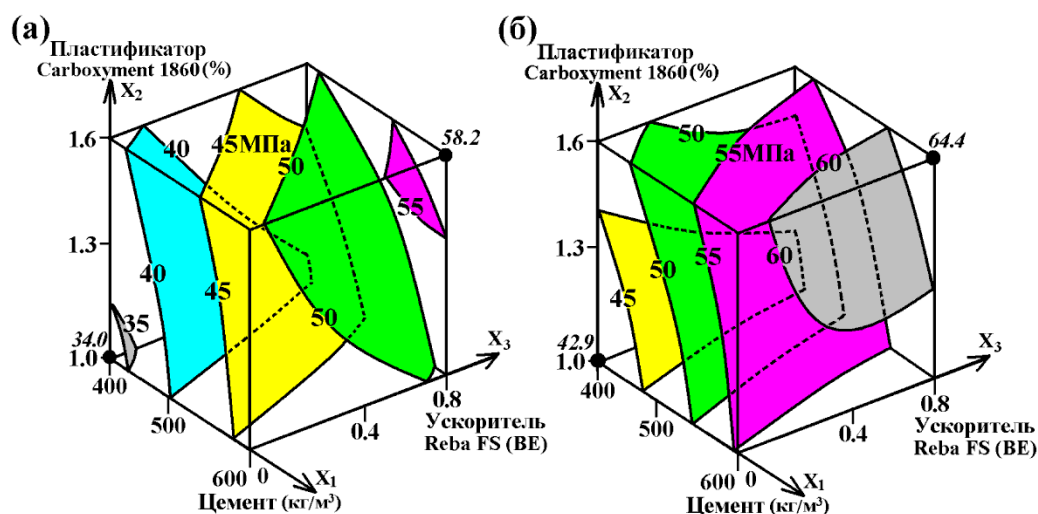 (а)
Пластификатор
Carboxyment 1860 (%)
X2
1.6
40
45МПа
50
58.2
55
1.3
40
45
50
35
34.0
1.0
400
500
600
0
0.4
0.8
X3
Ускоритель
Reba FS (BE)
X1
Цемент (кг/м³)
(б)
Пластификатор
Carboxyment 1860 (%)
X2
1.6
50
55МПа
60
64.4
1.3
45
50
55
60
42.9
1.0
400
500
600
0
0.4
0.8
X3
Ускоритель
Reba FS (BE)
X1
Цемент (кг/м³)